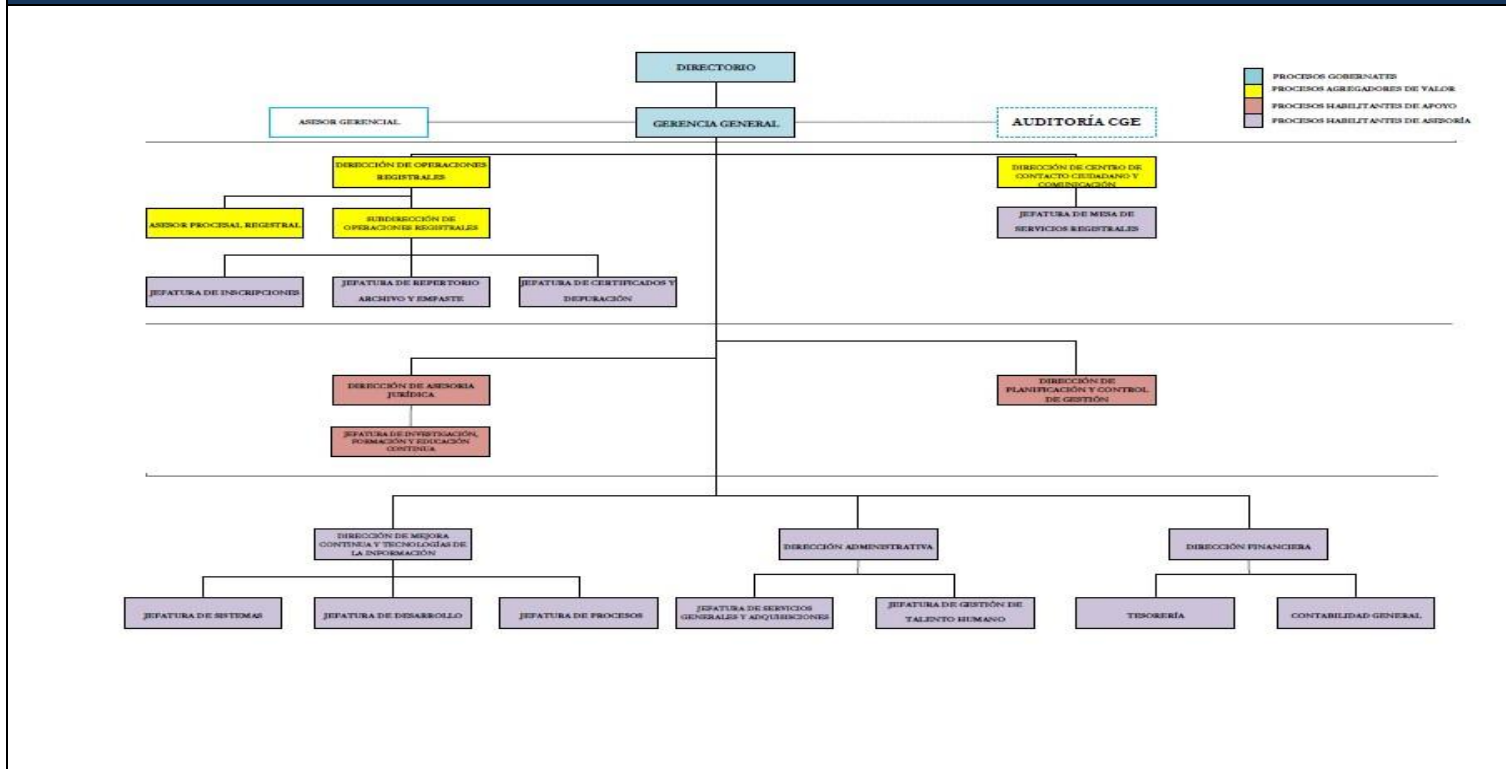 DIRECTORIO
PROCESOS GOBERNATES
PROCESOS AGREGADORES DE VALOR
PROCESOS HABILITANTES DE APOYO
PROCESOS HABILITANTES DE ASESORÍA
ASESOR GERENCIAL
GERENCIA GENERAL
AUDITORÍA CGE
DIRECCIÓN DE OPERACIONES
REGISTRALES
DIRECCIÓN DE CENTRO DE
CONTACTO CIUDADANO Y
COMUNICACIÓN
ASESOR PROCESAL REGISTRAL
SUBDIRECCIÓN DE
OPERACIONES REGISTRALES
JEFATURA DE MESA DE
SERVICIOS REGISTRALES
JEFATURA DE INSCRIPCIONES
JEFATURA DE REPERTORIO
ARCHIVO Y EMPASTE
JEFATURA DE CERTIFICADOS Y
DEPURACIÓN
DIRECCIÓN DE ASESORIA
JURÍDICA
DIRECCIÓN DE
PLANIFICACIÓN Y CONTROL
DE GESTIÓN
JEFATURA DE INVESTIGACIÓN,
FORMACIÓN Y EDUCACIÓN
CONTINUA
DIRECCIÓN DE MEJORA
CONTINUA Y TECNOLOGÍAS DE
LA INFORMACIÓN
DIRECCIÓN ADMINISTRATIVA
DIRECCIÓN FINANCIERA
JEFATURA DE SISTEMAS
JEFATURA DE DESARROLLO
JEFATURA DE PROCESOS
JEFATURA DE SERVICIOS
GENERALES Y ADQUISICIONES
JEFATURA DE GESTIÓN DE
TALENTO HUMANO
TESORERÍA
CONTABILIDAD GENERAL